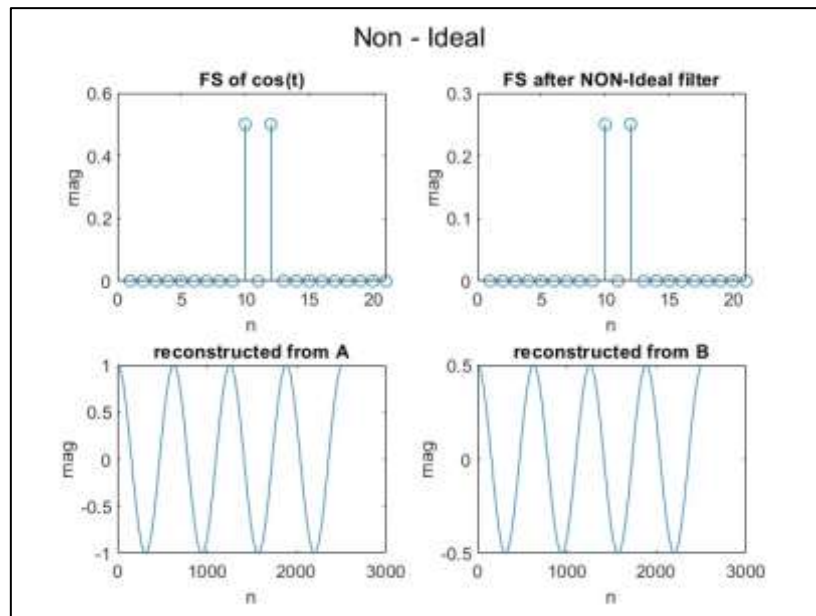 Non - Ideal
FS of cos(t)
0.6
0.4
0.2
0
mag
0 5 10 15 20
n
FS after NON-Ideal filter
0.3
0.2
0.1
0
mag
0 5 10 15 20
n
reconstructed from A
1
0.5
0
-0.5
-1
mag
0 1000 2000 3000
n
reconstructed from B
0.5
0
-0.5
mag
0 1000 2000 3000
n